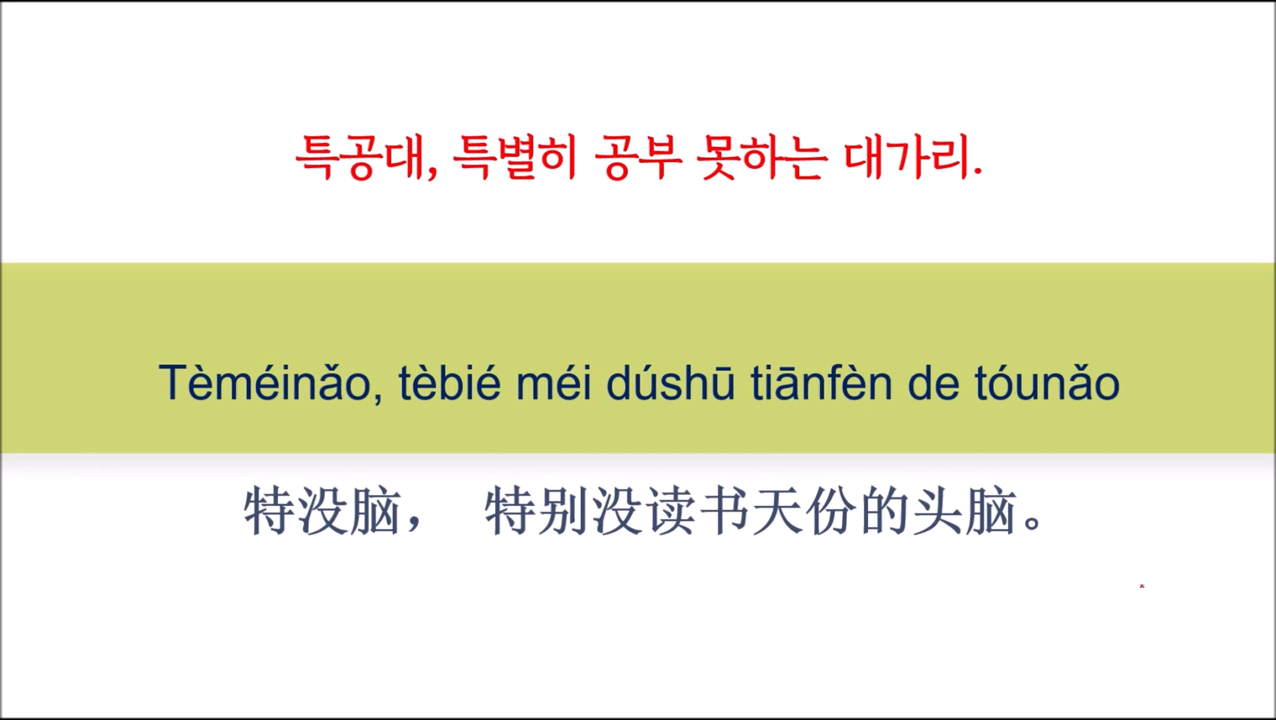 특공대, 특별히 공부 못하는 대가리.
Tèméinǎo, tèbié méi dúshū tiānfèn de tóunǎo
特没脑， 特别没读书天份的头脑。